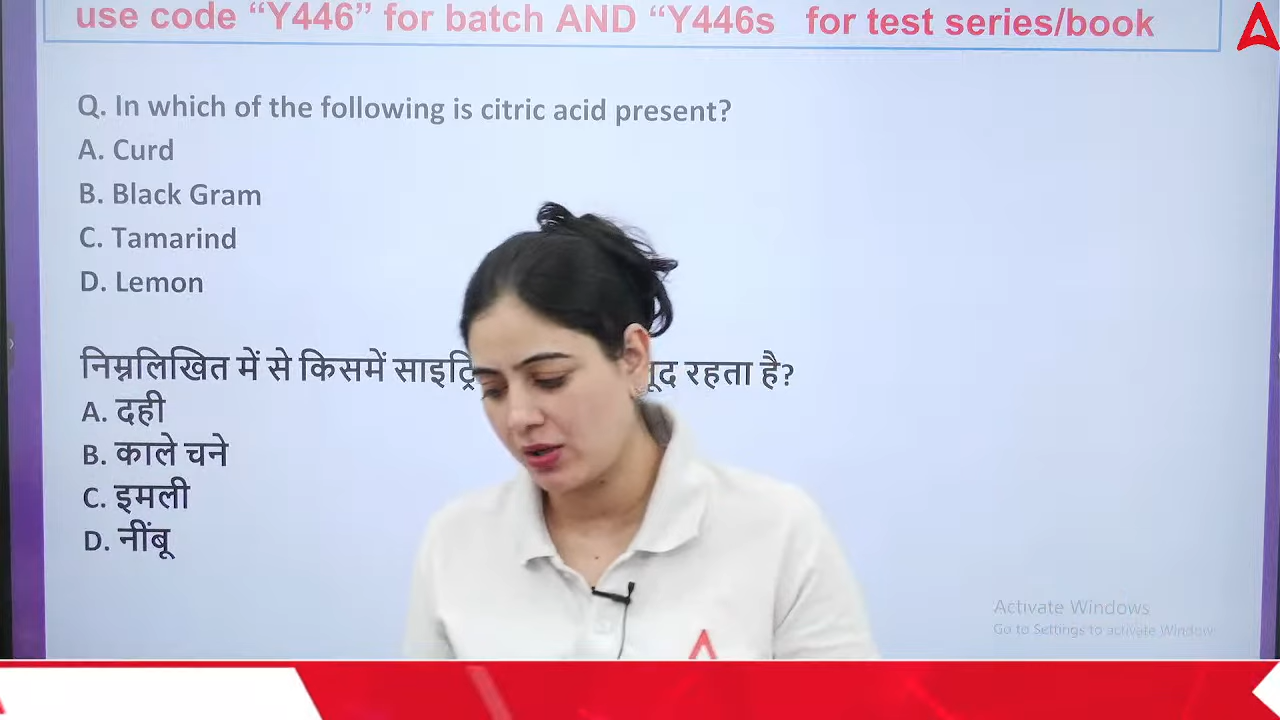 use code “Y446” for batch AND “Y446s for test series/book
Q. In which of the following is citric acid present?
A. Curd
B. Black Gram
C. Tamarind
D. Lemon
निम्नलिखित में से किसमें रहता है?
A. दही
B. काले चने
C. इमली
D. नींबू
Activate Windows
Go to Settings to activate Windows